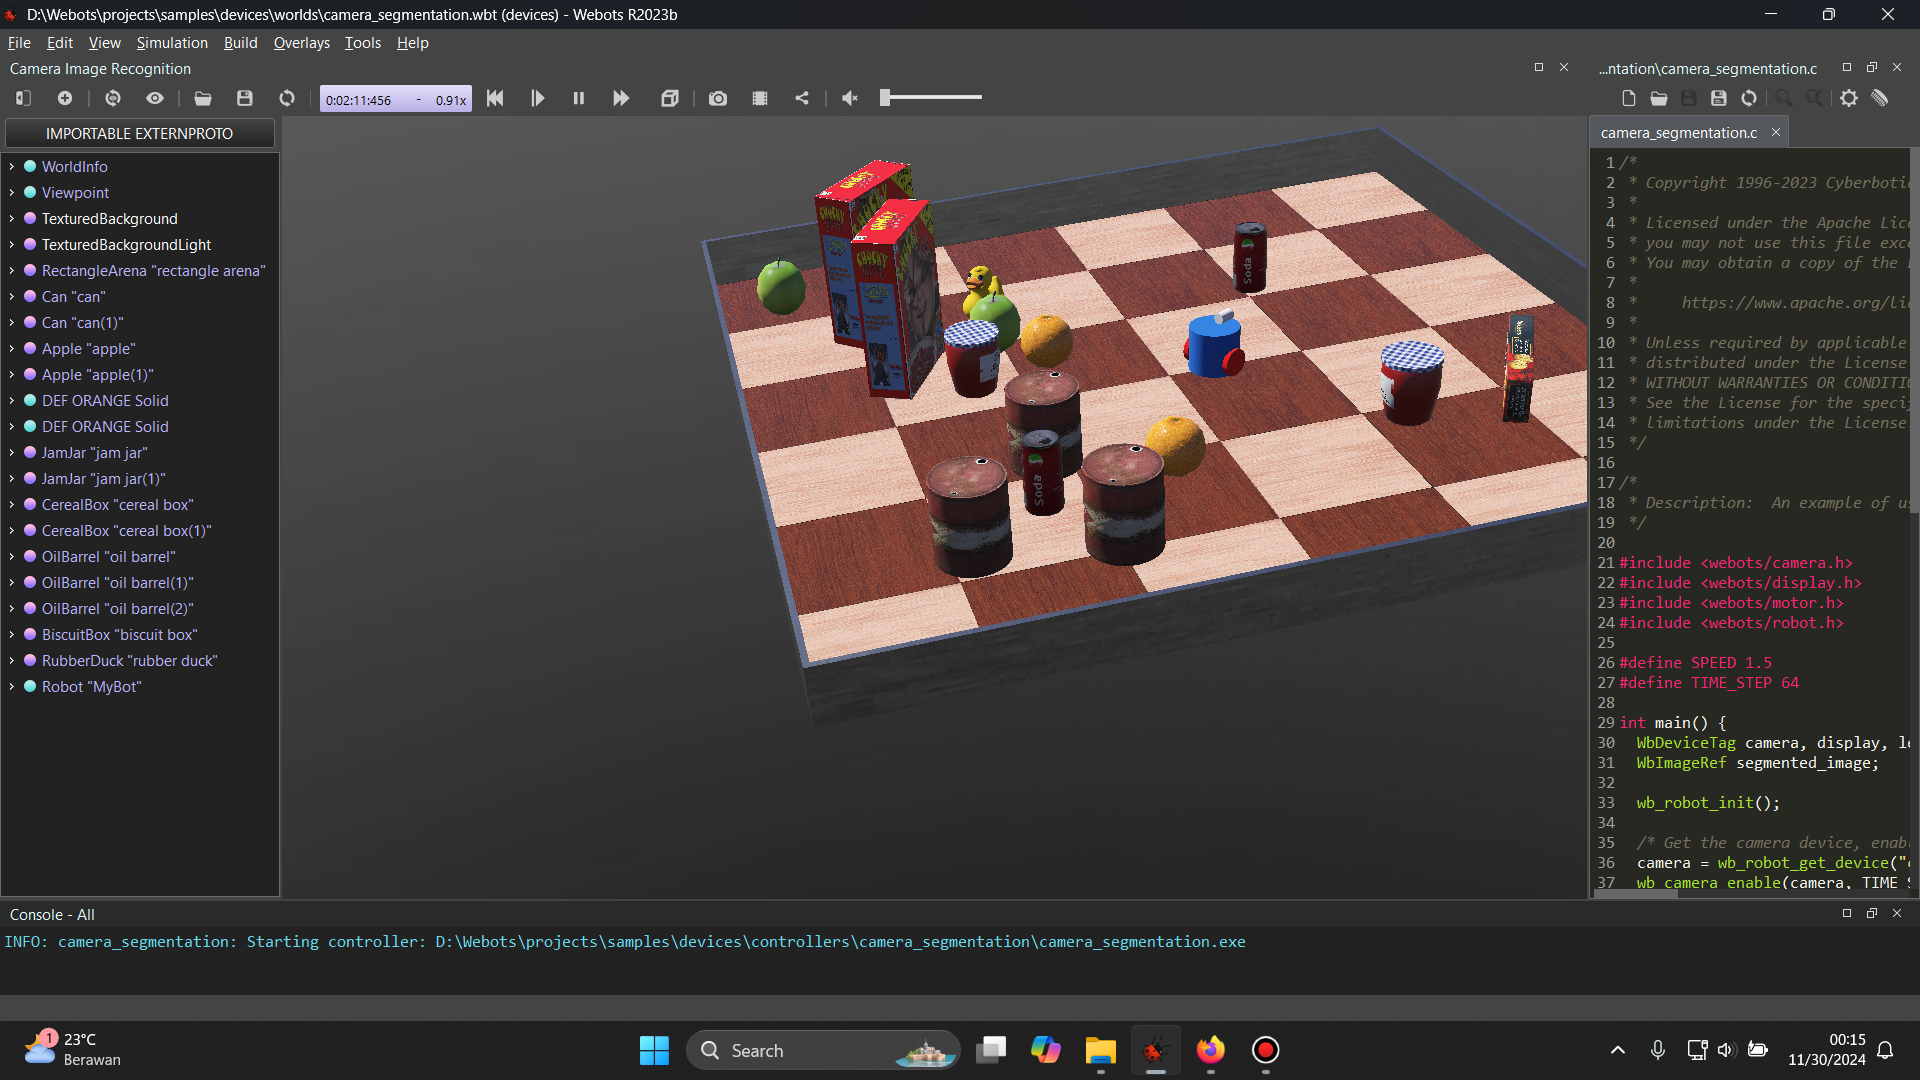 D:\Webots\projects\samples\devices\worlds\camera_segmentation.wbt (devices) - Webots R2023b
File Edit View Simulation Build Overlays Tools Help
Camera Image Recognition
...ntation\camera_segmentation.c
0:02:11:456 - 0.91x
IMPORTABLE EXTERNPROTO
WorldInfo
Viewpoint
TexturedBackground
TexturedBackgroundLight
RectangleArena "rectangle arena"
Can "can"
Can "can(1)"
Apple "apple"
Apple "apple(1)"
DEF ORANGE Solid
DEF ORANGE Solid
JamJar "jam jar"
JamJar "jam jar(1)"
CerealBox "cereal box"
CerealBox "cereal box(1)"
OilBarrel "oil barrel"
OilBarrel "oil barrel(1)"
OilBarrel "oil barrel(2)"
BiscuitBox "biscuit box"
RubberDuck "rubber duck"
Robot "MyBot"
CHUCKY
CHUCKY
Soda
Soda
camera_segmentation.c
1 /*
2 * Copyright 1996-2023 Cyberbotic
3 *
4 * Licensed under the Apache Lice
5 * you may not use this file exce
6 * You may obtain a copy of the
7 *
8 * https://www.apache.org/lic
9 *
10 * Unless required by applicable
11 * distributed under the License
12 * WITHOUT WARRANTIES OR CONDITIO
13 * See the License for the specif
14 * limitations under the License
15 */
16
17 /*
18 * Description: An example of us
19 */
20
21 #include <webots/camera.h>
22 #include <webots/display.h>
23 #include <webots/motor.h>
24 #include <webots/robot.h>
25
26 #define SPEED 1.5
27 #define TIME_STEP 64
28
29 int main() {
30 WbDeviceTag camera, display, le
31 WbImageRef segmented_image;
32
33 wb_robot_init();
34
35 /* Get the camera device, enab
36 camera = wb_robot_get_device("c
37 wb_camera_enable(camera, TIME_S
Console - All
INFO: camera_segmentation: Starting controller: D:\Webots\projects\samples\devices\controllers\camera_segmentation\camera_segmentation.exe
1
23°C
Berawan
Search
00:15
11/30/2024